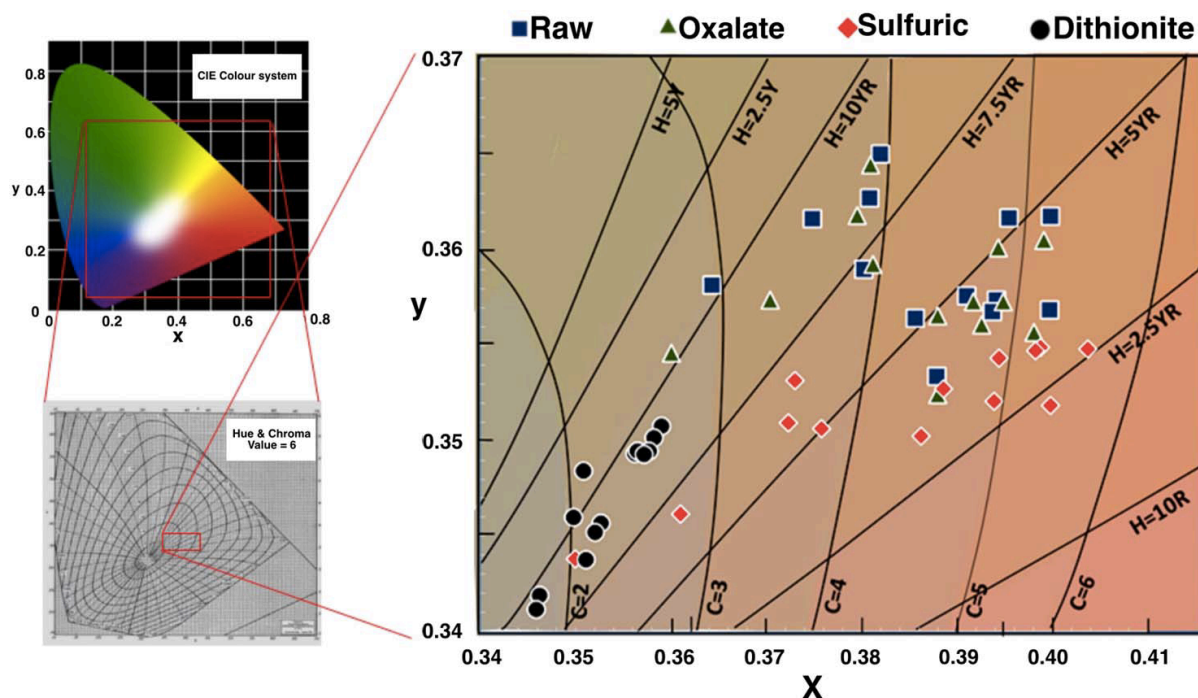 Raw Oxalate Sulfuric Dithionite
CIE Colour system
0.8
0.6
y 0.4
0.2
0
0.2 0.4 0.6 0.8
x
Hue & Chroma
Value = 6
0.37
0.36
y
0.35
0.34
H=5Y
H=2.5Y
H=10YR
H=7.5YR
H=5YR
H=2.5YR
H=10R
C=2
C=3
C=4
C=5
C=6
0.34 0.35 0.36 0.37 0.38 0.39 0.40 0.41
X